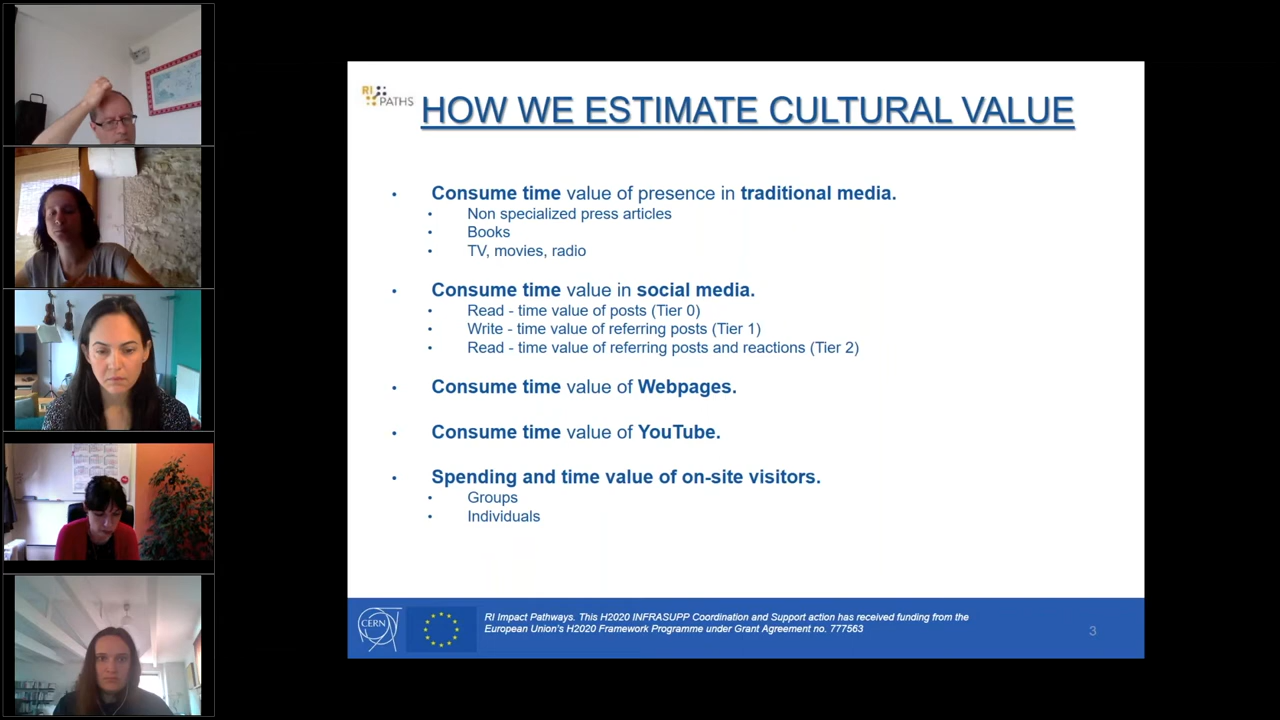 RI
PATHS
HOW WE ESTIMATE CULTURAL VALUE
• Consume time value of presence in traditional media.
• Non specialized press articles
• Books
• TV, movies, radio
• Consume time value in social media.
• Read - time value of posts (Tier 0)
• Write - time value of referring posts (Tier 1)
• Read - time value of referring posts and reactions (Tier 2)
• Consume time value of Webpages.
• Consume time value of YouTube.
• Spending and time value of on-site visitors.
• Groups
• Individuals
CERN
RI Impact Pathways. This H2020 INFRASUPP Coordination and Support action has received funding from the
European Union's H2020 Framework Programme under Grant Agreement no. 777563
3